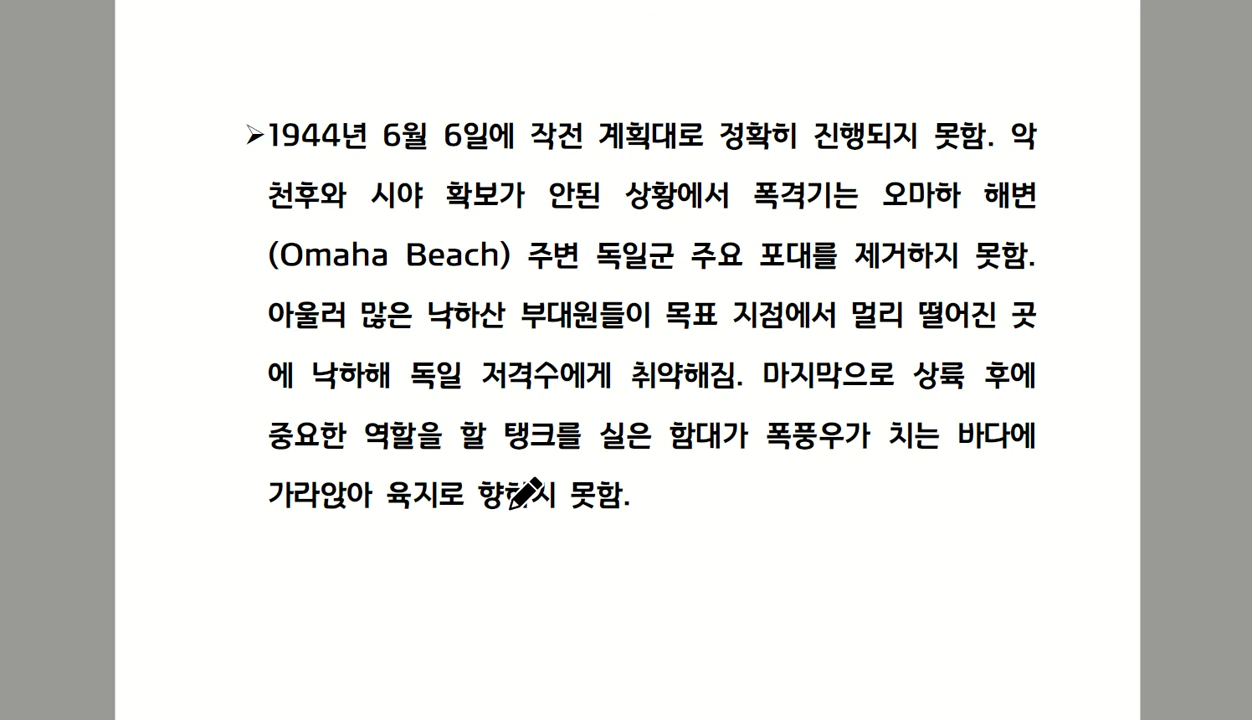 ➢1944년 6월 6일에 작전 계획대로 정확히 진행되지 못함. 악
천후와 시야 확보가 안된 상황에서 폭격기는 오마하 해변
(Omaha Beach) 주변 독일군 주요 포대를 제거하지 못함.
아울러 많은 낙하산 부대원들이 목표 지점에서 멀리 떨어진 곳
에 낙하해 독일 저격수에게 취약해짐. 마지막으로 상륙 후에
중요한 역할을 할 탱크를 실은 함대가 폭풍우가 치는 바다에
가라앉아 육지로 못함.